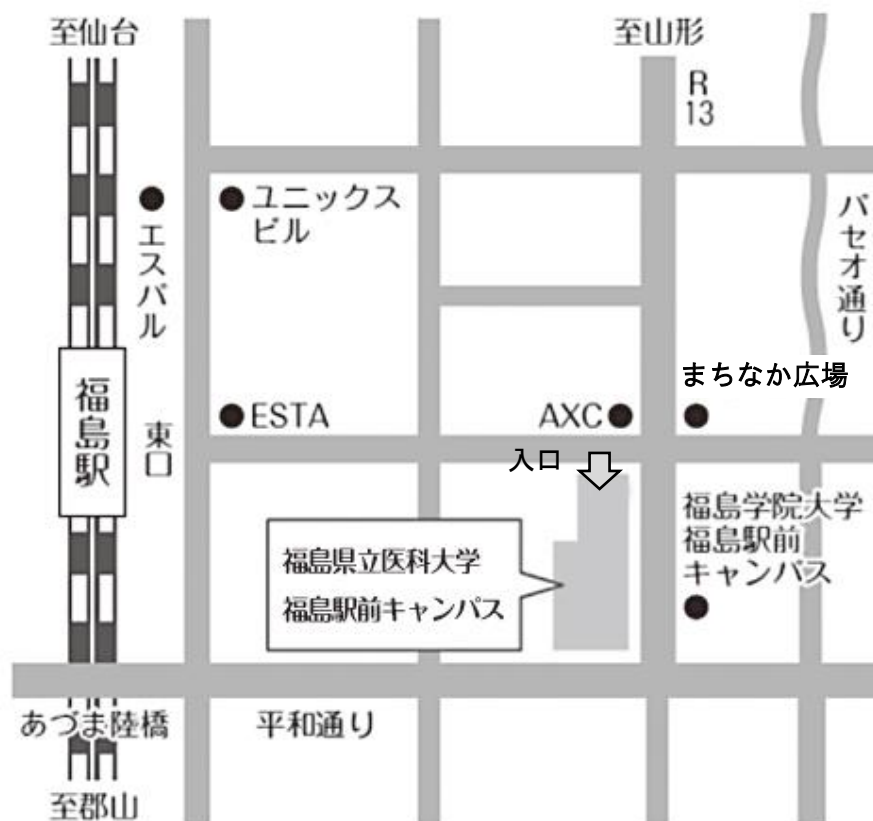 至仙台
至山形
R
13
ユニックス
ビル
エスパル
パセオ通り
福島駅
東口
まちなか広場
ESTA
AXC
入口
福島学院大学
福島駅前
キャンパス
福島県立医科大学
福島駅前キャンパス
あづま陸橋
平和通り
至郡山